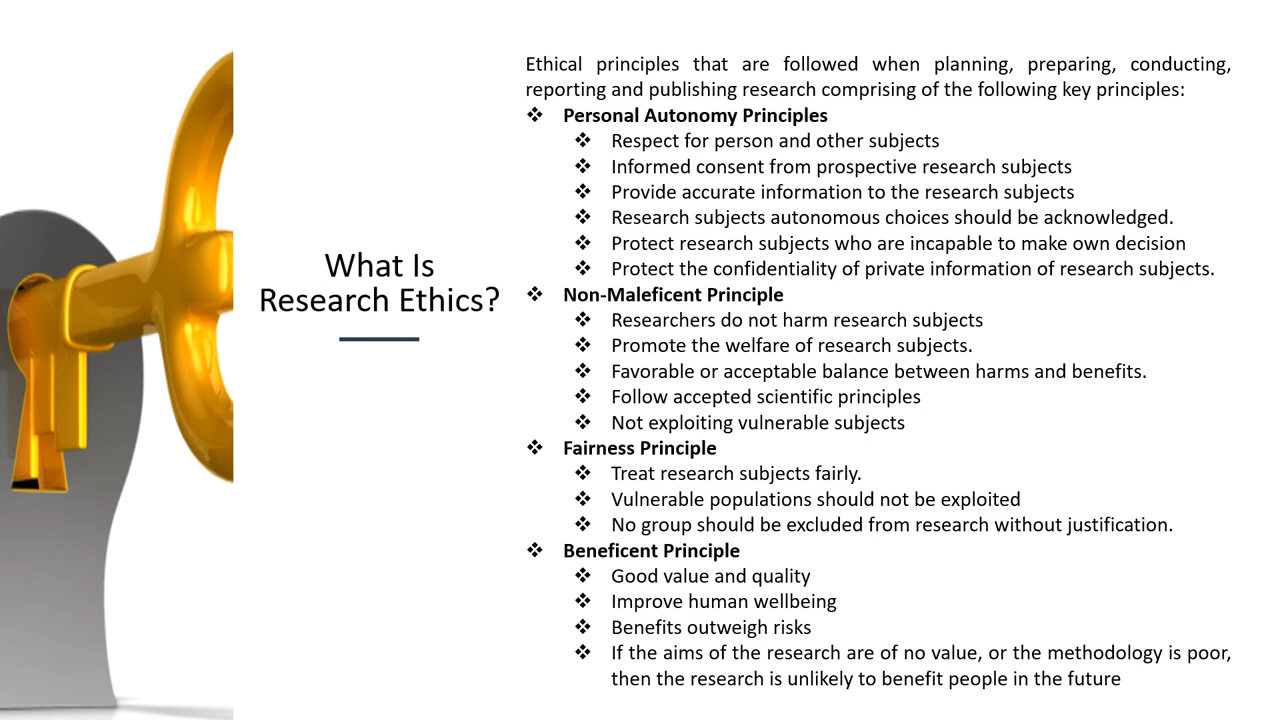 What Is
Research Ethics?
Ethical principles that are followed when planning, preparing, conducting,
reporting and publishing research comprising of the following key principles:
❖ Personal Autonomy Principles
❖ Respect for person and other subjects
❖ Informed consent from prospective research subjects
❖ Provide accurate information to the research subjects
❖ Research subjects autonomous choices should be acknowledged.
❖ Protect research subjects who are incapable to make own decision
❖ Protect the confidentiality of private information of research subjects.
❖ Non-Maleficent Principle
❖ Researchers do not harm research subjects
❖ Promote the welfare of research subjects.
❖ Favorable or acceptable balance between harms and benefits.
❖ Follow accepted scientific principles
❖ Not exploiting vulnerable subjects
❖ Fairness Principle
❖ Treat research subjects fairly.
❖ Vulnerable populations should not be exploited
❖ No group should be excluded from research without justification.
❖ Beneficent Principle
❖ Good value and quality
❖ Improve human wellbeing
❖ Benefits outweigh risks
❖ If the aims of the research are of no value, or the methodology is poor,
then the research is unlikely to benefit people in the future